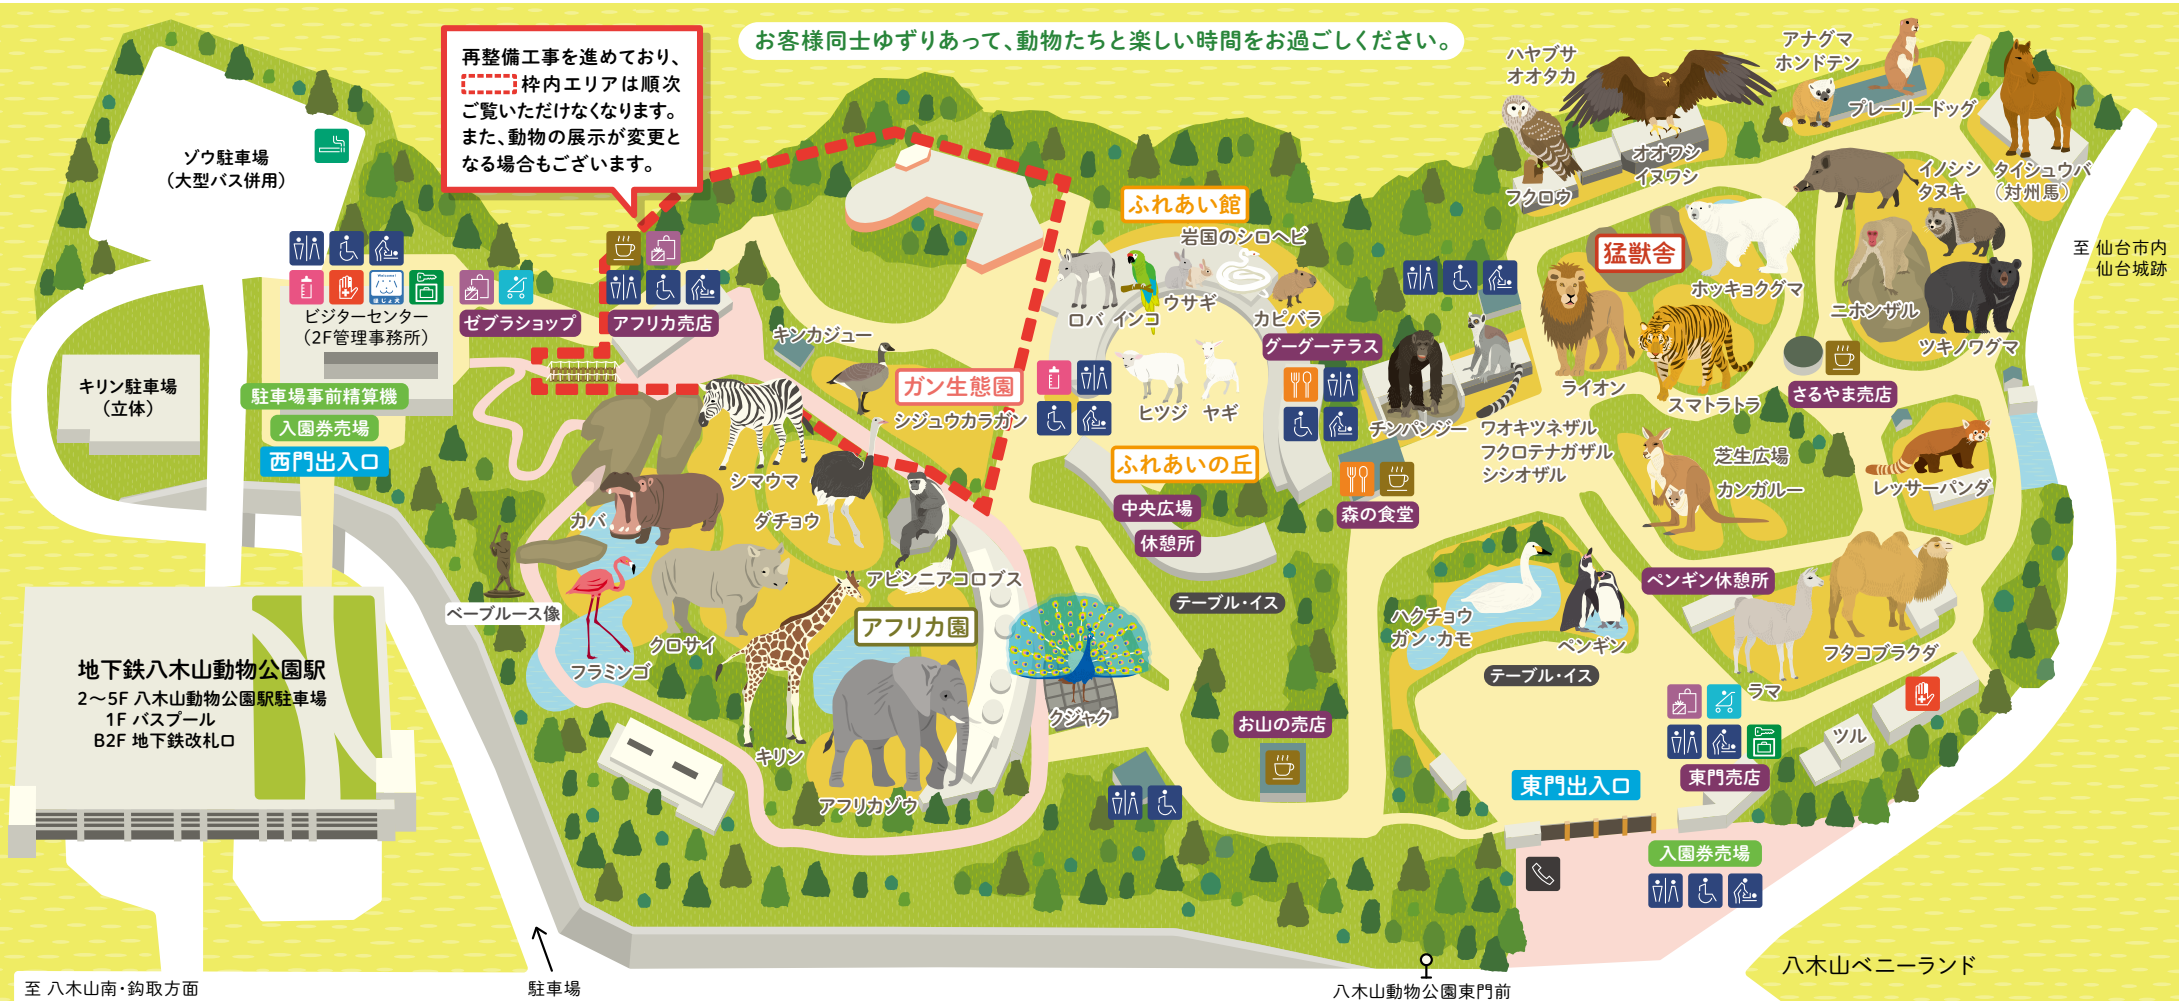 お客様同士ゆずりあって、動物たちと楽しい時間をお過ごしください。
再整備工事を進めており、
枠内エリアは順次
ご覧いただけなくなります。
また、動物の展示が変更と
なる場合もございます。
ゾウ駐車場
（大型バス併用）
ビジターセンター
（2F管理事務所）
ゼブラショップ
アフリカ売店
キリン駐車場
（立体）
駐車場事前精算機
入園券売場
西門出入口
キンカジュー
ガン生態園
シジュウカラガン
シマウマ
カバ
ダチョウ
アビシニアコロブス
ベーブルース像
クロサイ
フラミンゴ
アフリカ園
キリン
アフリカゾウ
クジャク
地下鉄八木山動物公園駅
2〜5F 八木山動物公園駅駐車場
1F バスプール
B2F 地下鉄改札口
ふれあい館
岩国のシロヘビ
ロバ
インコ
ウサギ
カピバラ
グーグーテラス
ヒツジ
ヤギ
ふれあいの丘
中央広場
休憩所
テーブル・イス
森の食堂
お山の売店
チンパンジー
ワオキツネザル
フクロテナガザル
シシオザル
ハヤブサ
オオタカ
フクロウ
オオワシ
イヌワシ
アナグマ
ホンドテン
プレーリードッグ
イノシシ
タヌキ
タイシュウバ
（対州馬）
猛獣舎
ホッキョクグマ
ライオン
スマトラトラ
ニホンザル
ツキノワグマ
さるやま売店
至 仙台市内
仙台城跡
芝生広場
カンガルー
レッサーパンダ
ハクチョウ
ガン・カモ
ペンギン
ペンギン休憩所
テーブル・イス
フタコブラクダ
ラマ
ツル
東門売店
東門出入口
入園券売場
八木山ベニーランド
八木山動物公園東門前
駐車場
至 八木山南・鈎取方面